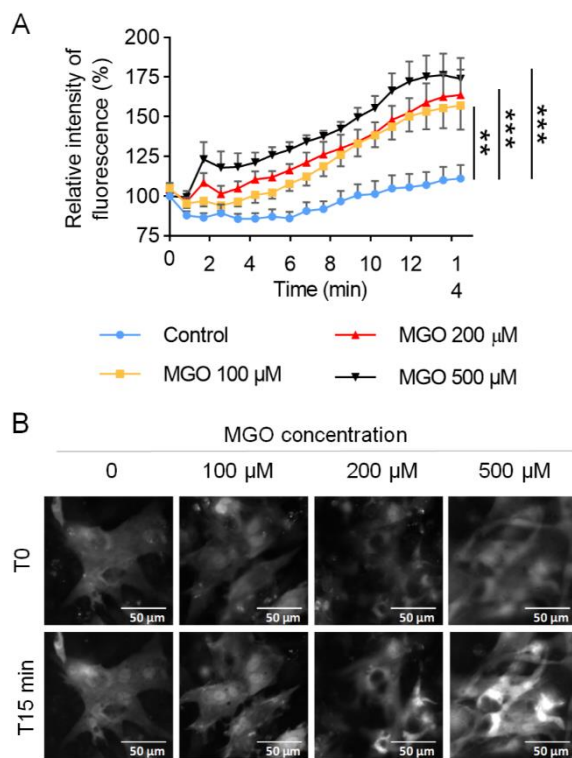 A
Relative intensity of
fluorescence (%)
200
175
150
125
100
75
0 2 4 6 8 10 12 1
4
Time (min)
** *** ***
Control
MGO 200 µM
MGO 100 µM
MGO 500 µM
B
MGO concentration
0 100 µM 200 µM 500 µM
T0
50 µm 50 µm 50 µm 50 µm
T15 min
50 µm 50 µm 50 µm 50 µm